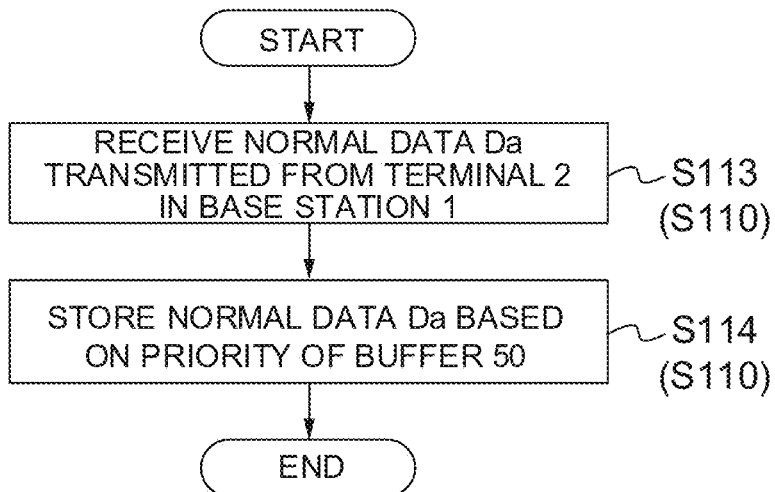 START
RECEIVE NORMAL DATA Da
TRANSMITTED FROM TERMINAL 2
IN BASE STATION 1
S113
(S110)
STORE NORMAL DATA Da BASED
ON PRIORITY OF BUFFER 50
S114
(S110)
END